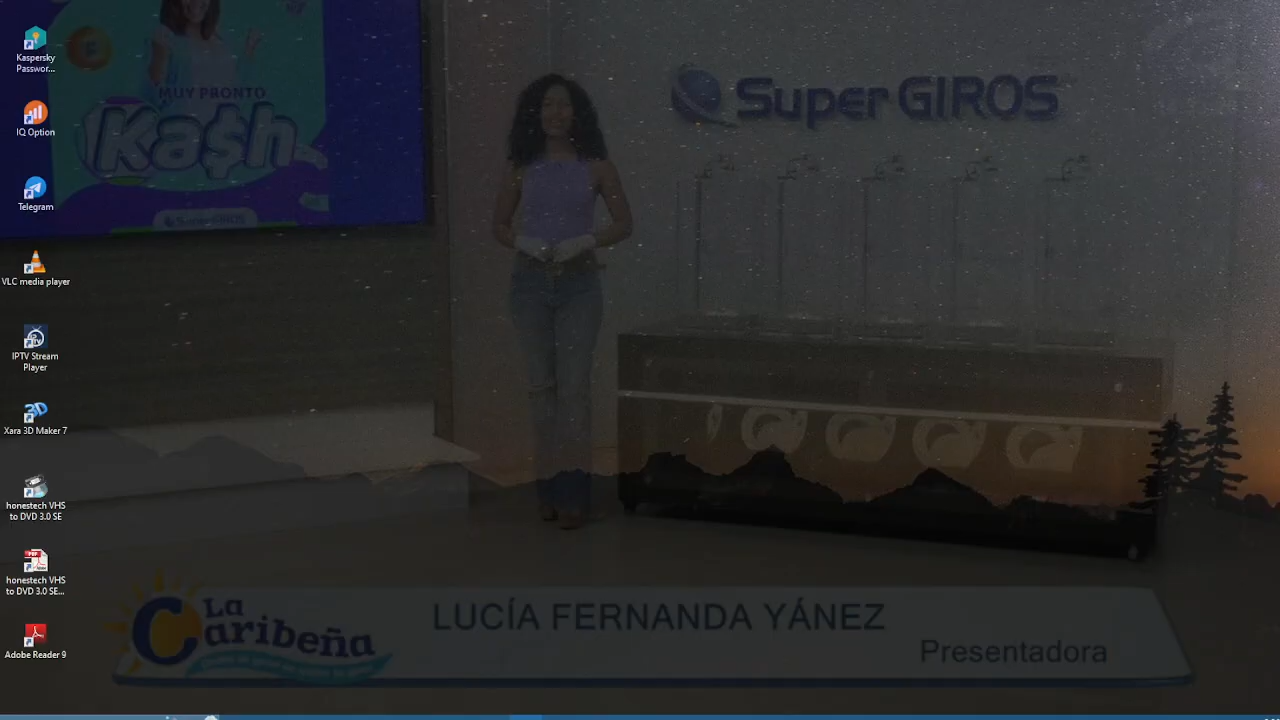 Kaspersky
Passwor...
IQ Option
Telegram
VLC media player
IPTV Stream
Player
Xara 3D Maker 7
honestech VHS
to DVD 3.0 SE
honestech VHS
to DVD 3.0 SE...
Adobe Reader 9
MUY PRONTO
Ka$h
SuperGIROS
Super GIROS
La
Caribeña
LUCÍA FERNANDA YÁNEZ
Presentadora